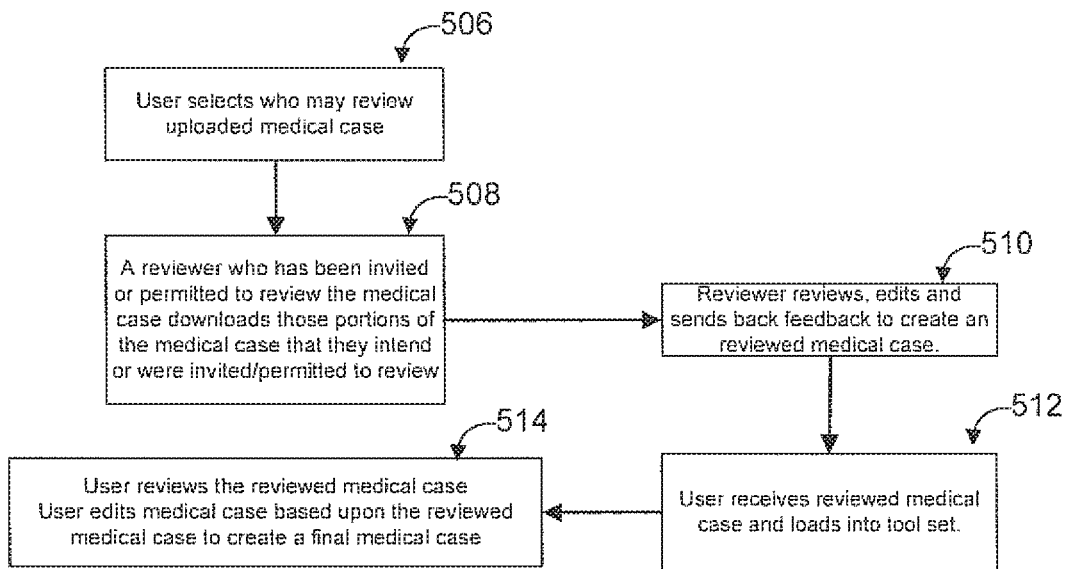 506
User selects who may review
uploaded medical case
508
A reviewer who has been invited
or permitted to review the medical
case downloads those portions of
the medical case that they intend
or were invited/permitted to review
510
Reviewer reviews, edits and
sends back feedback to create an
reviewed medical case.
512
User receives reviewed medical
case and loads into tool set.
514
User reviews the reviewed medical case
User edits medical case based upon the reviewed
medical case to create a final medical case